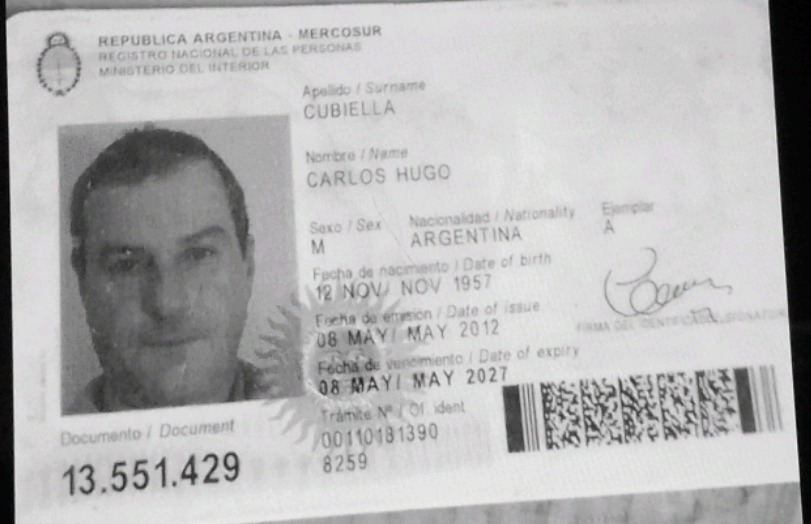 REPUBLICA ARGENTINA - MERCOSUR
REGISTRO NACIONAL DE LAS PERSONAS
MINISTERIO DEL INTERIOR
Apellido / Surname
CUBIELLA
Nombre / Name
CARLOS HUGO
Sexo / Sex Nacionalidad / Nationality Ejemplar
M ARGENTINA A
Fecha de nacimiento / Date of birth
12 NOV/ NOV 1957
Fecha de emisión / Date of issue
08 MAY/ MAY 2012
FIRMA DEL IDENTIFICADO
Fecha de vencimiento / Date of expiry
08 MAY/ MAY 2027
Trámite Nº / Of. ident
00110181390
8259
Documento / Document
13.551.429